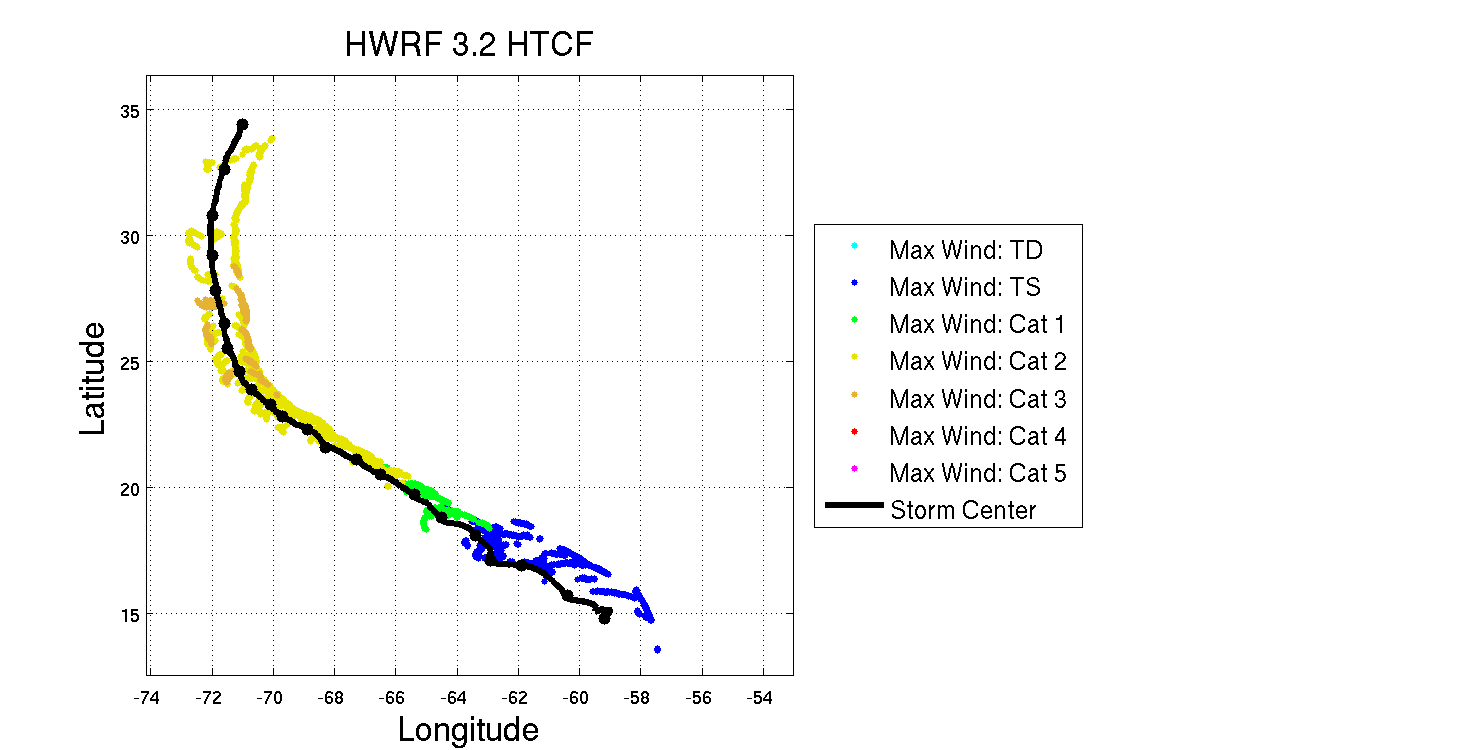 HWRF 3.2 HTCF
35
30
25
20
15
Latitude
-74 -72 -70 -68 -66 -64 -62 -60 -58 -56 -54
Longitude
Max Wind: TD
Max Wind: TS
Max Wind: Cat 1
Max Wind: Cat 2
Max Wind: Cat 3
Max Wind: Cat 4
Max Wind: Cat 5
Storm Center